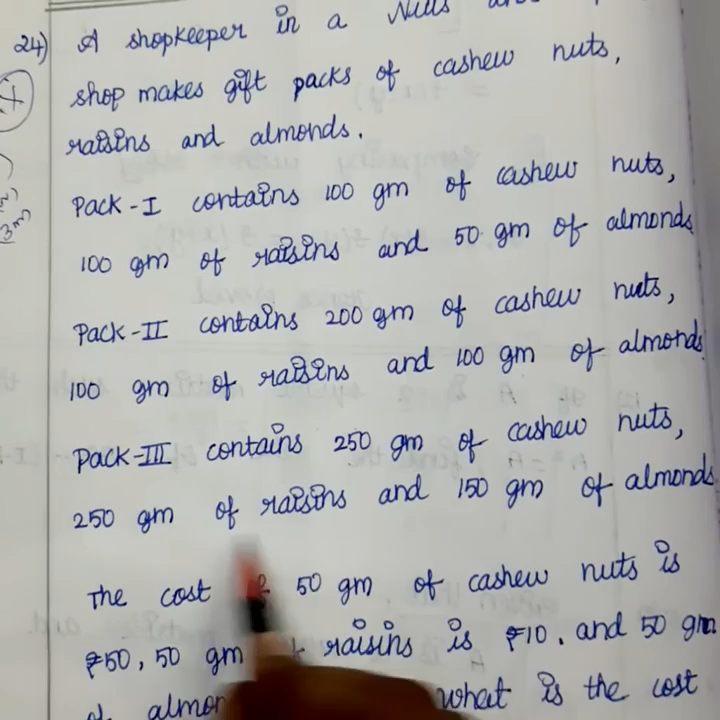 24) A shopkeeper in a Nuts
shop makes gift packs of cashew nuts,
raisins and almonds.
Pack-I contains 100 gm of cashew nuts,
100 gm of raisins and 50 gm of almonds
Pack-II contains 200 gm of cashew nuts,
100 gm of raisins and 100 gm of almonds
Pack-III contains 250 gm of cashew nuts,
250 gm of raisins and 150 gm of almonds
The cost 50 gm of cashew nuts is
₹50, 50 gm raisins is ₹10. and 50 gm
what is the cost